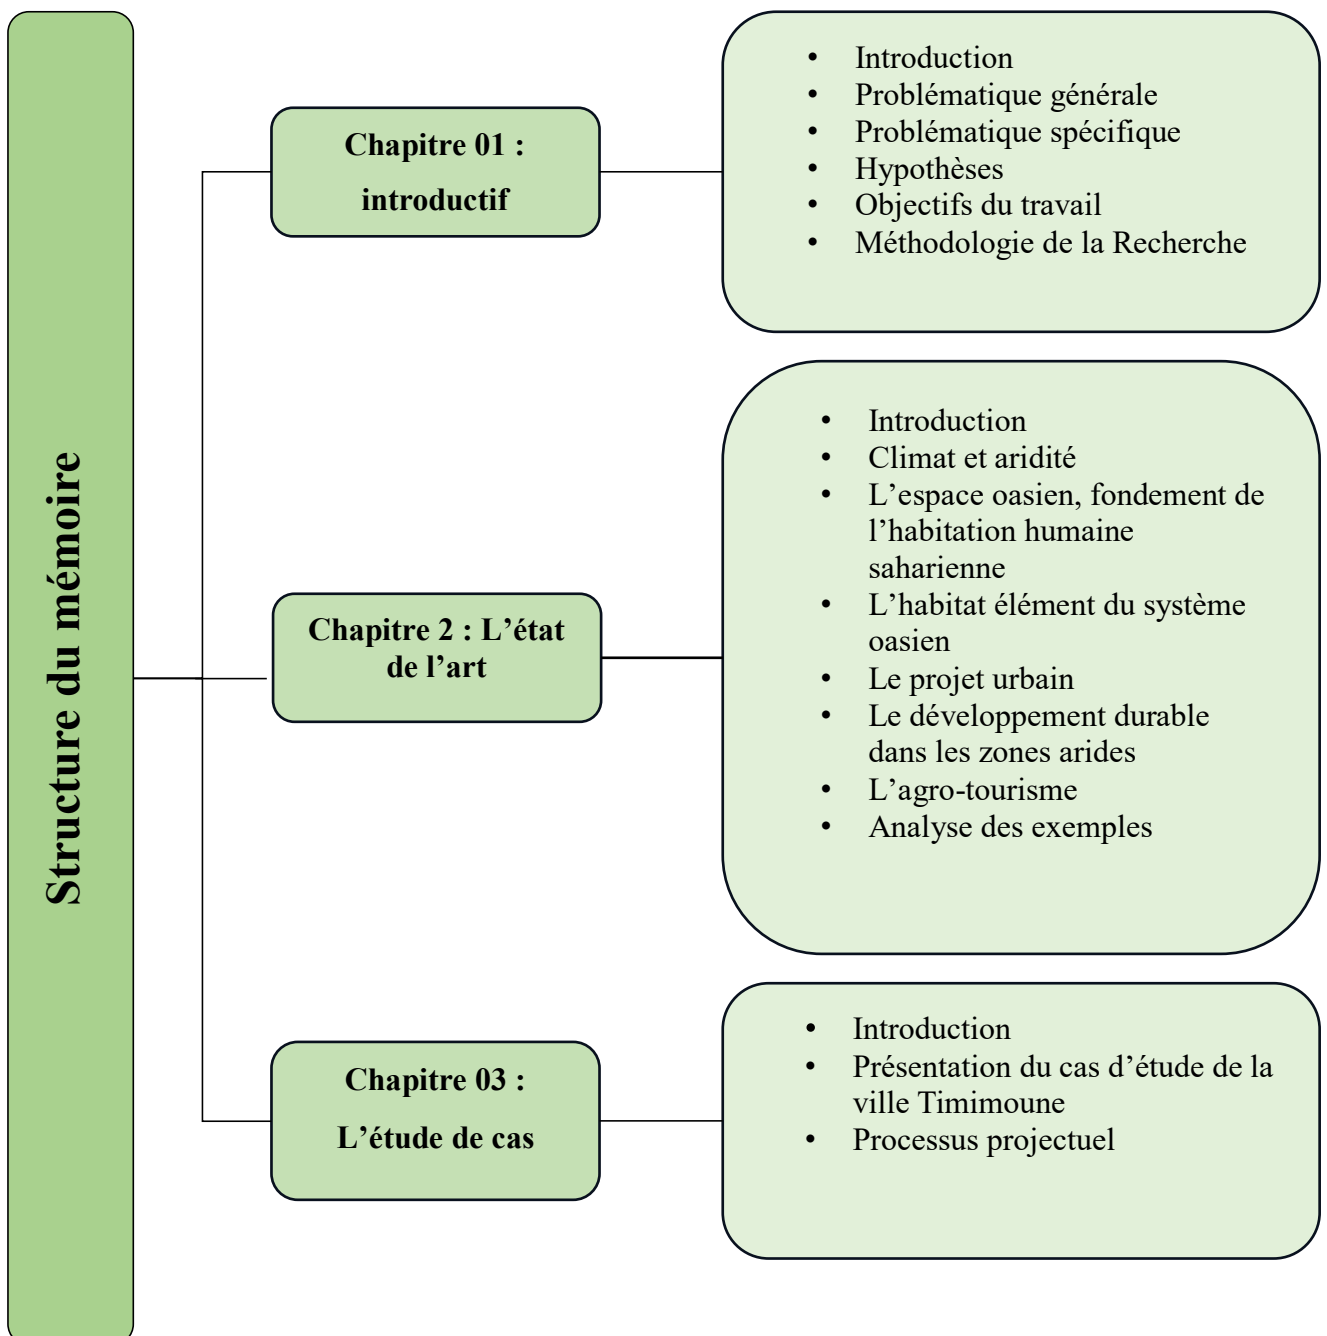 Structure du mémoire
Chapitre 01 :
introductif
• Introduction
• Problématique générale
• Problématique spécifique
• Hypothèses
• Objectifs du travail
• Méthodologie de la Recherche
Chapitre 2 : L’état
de l’art
• Introduction
• Climat et aridité
• L’espace oasien, fondement de
l’habitation humaine
saharienne
• L’habitat élément du système
oasien
• Le projet urbain
• Le développement durable
dans les zones arides
• L’agro-tourisme
• Analyse des exemples
Chapitre 03 :
L’étude de cas
• Introduction
• Présentation du cas d’étude de la
ville Timimoune
• Processus projectuel